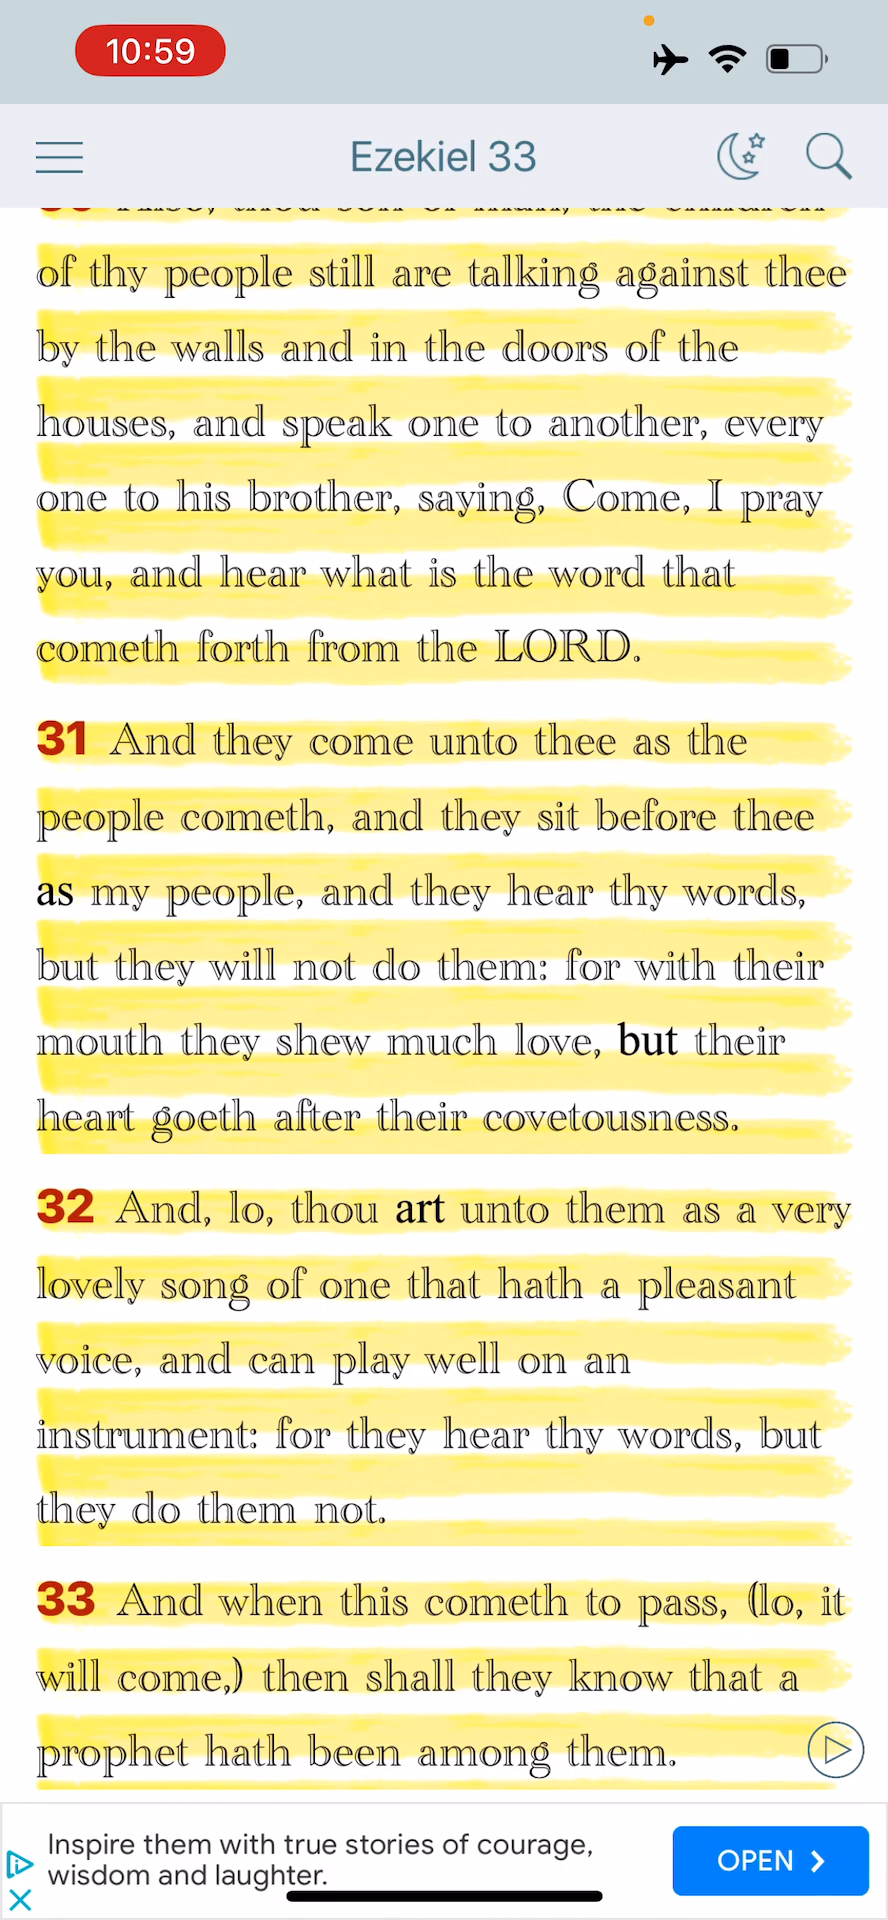 10:59
Ezekiel 33
of thy people still are talking against thee
by the walls and in the doors of the
houses, and speak one to another, every
one to his brother, saying, Come, I pray
you, and hear what is the word that
cometh forth from the LORD.
31 And they come unto thee as the
people cometh, and they sit before thee
as my people, and they hear thy words,
but they will not do them: for with their
mouth they shew much love, but their
heart goeth after their covetousness.
32 And, lo, thou art unto them as a very
lovely song of one that hath a pleasant
voice, and can play well on an
instrument: for they hear thy words, but
they do them not.
33 And when this cometh to pass, (lo, it
will come,) then shall they know that a
prophet hath been among them.
Inspire them with true stories of courage,
wisdom and laughter.
OPEN